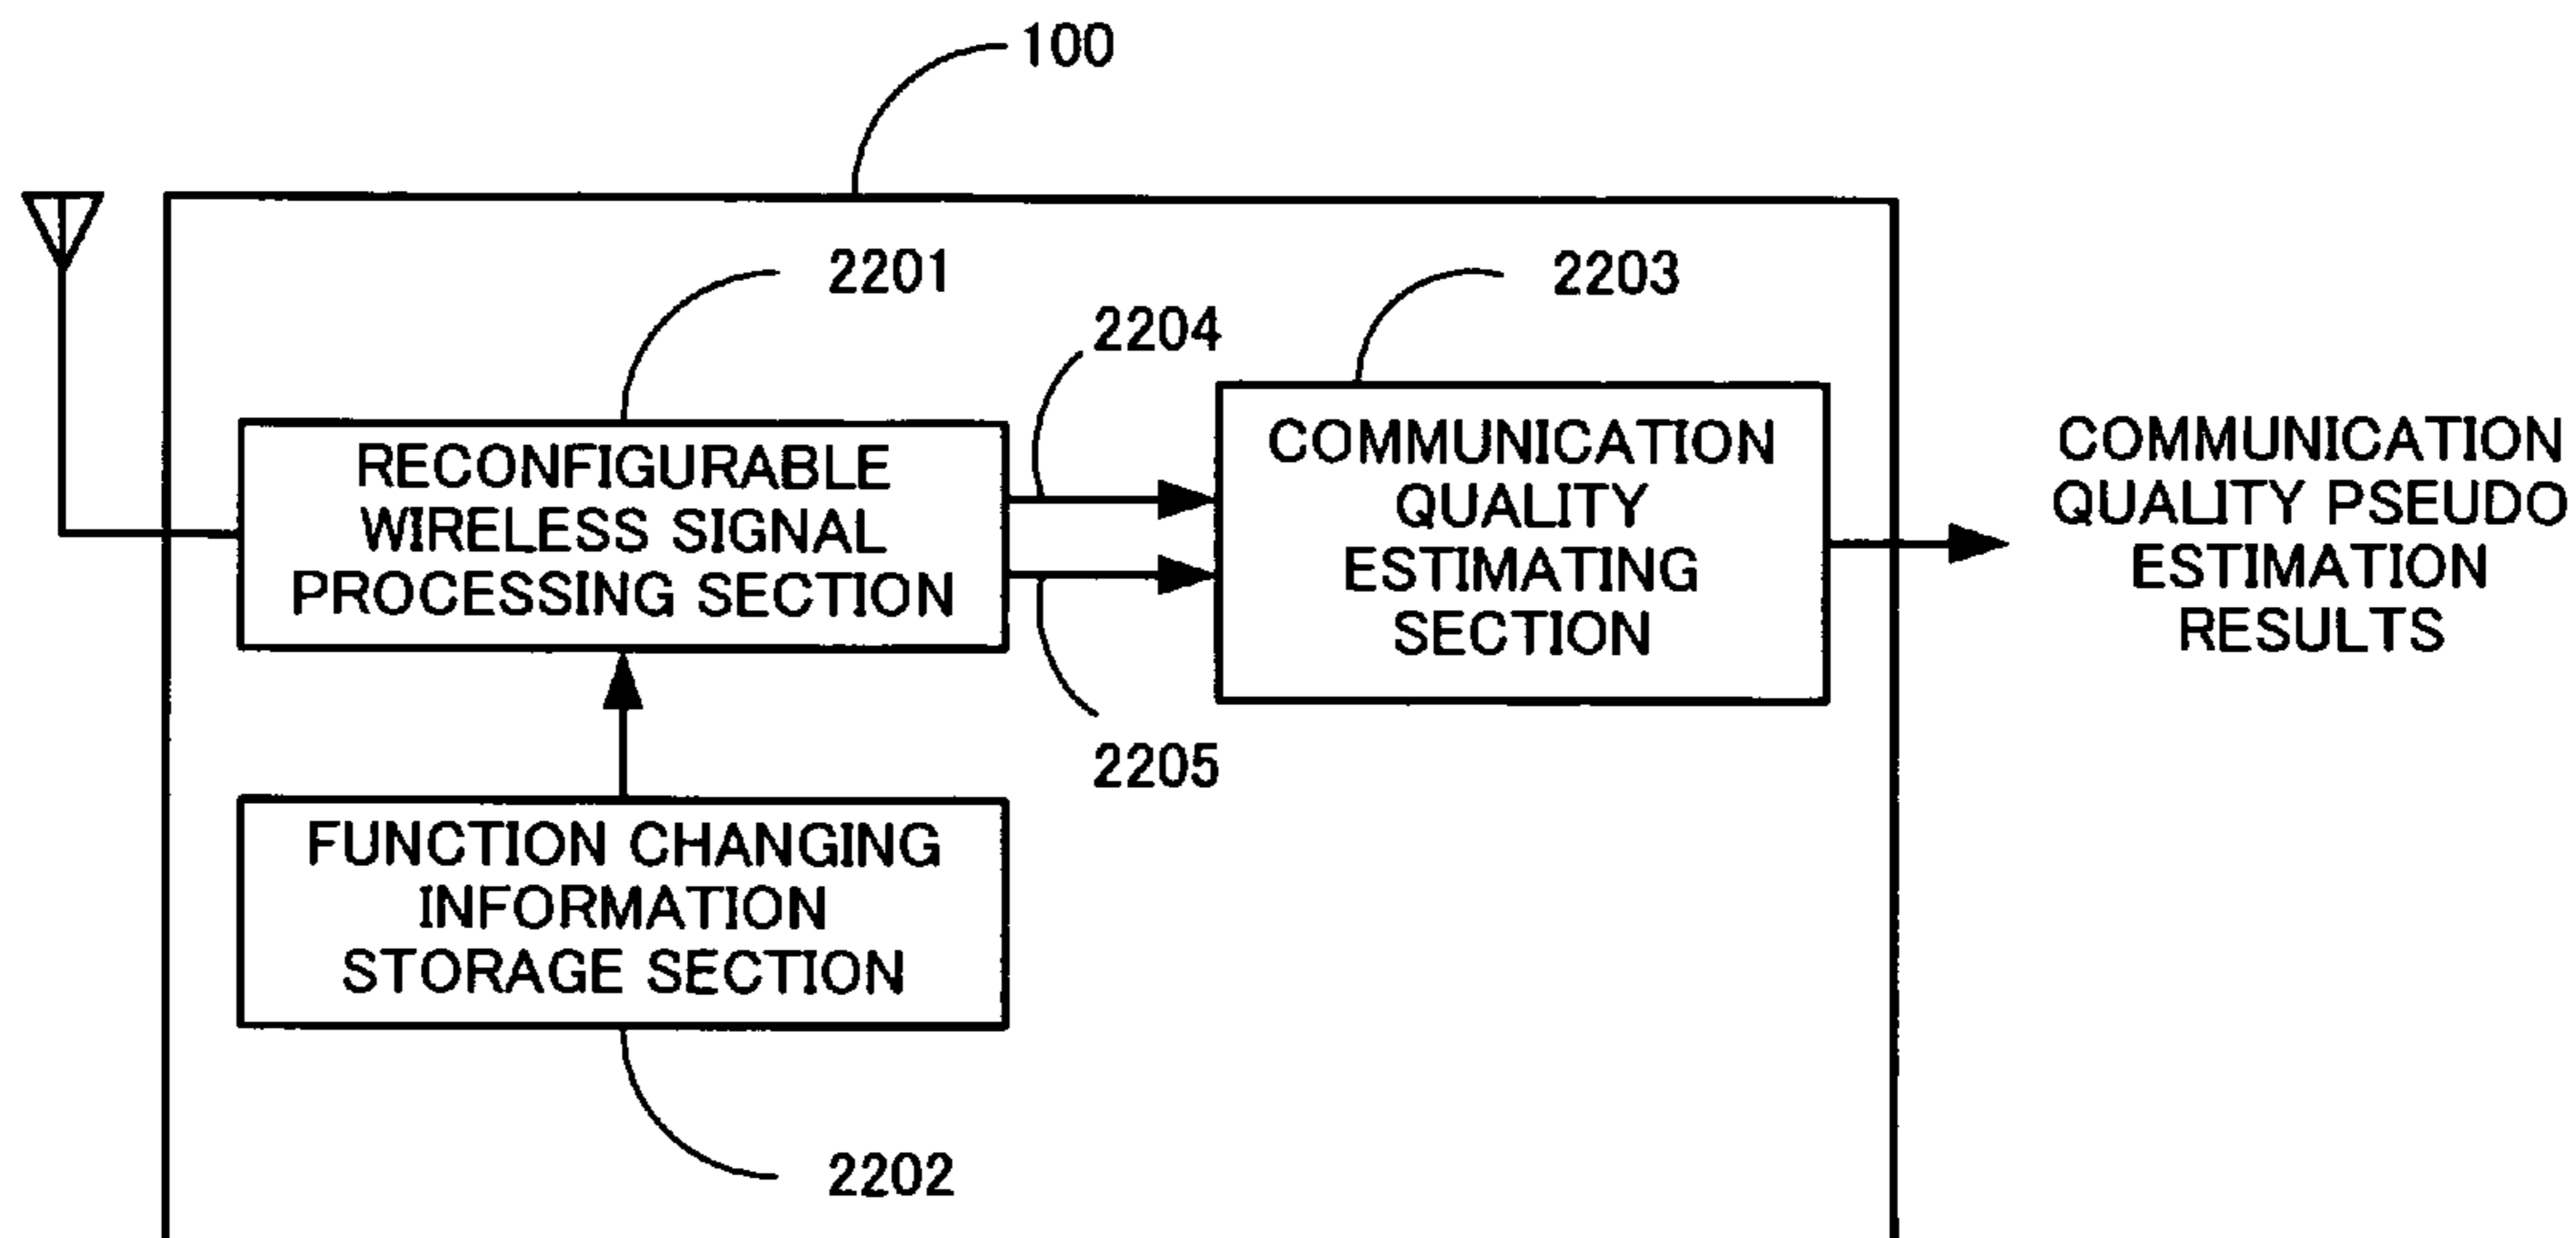 100
2201
2203
2204
RECONFIGURABLE
WIRELESS SIGNAL
PROCESSING SECTION
COMMUNICATION
QUALITY
ESTIMATING
SECTION
COMMUNICATION
QUALITY PSEUDO
ESTIMATION
RESULTS
2205
FUNCTION CHANGING
INFORMATION
STORAGE SECTION
2202